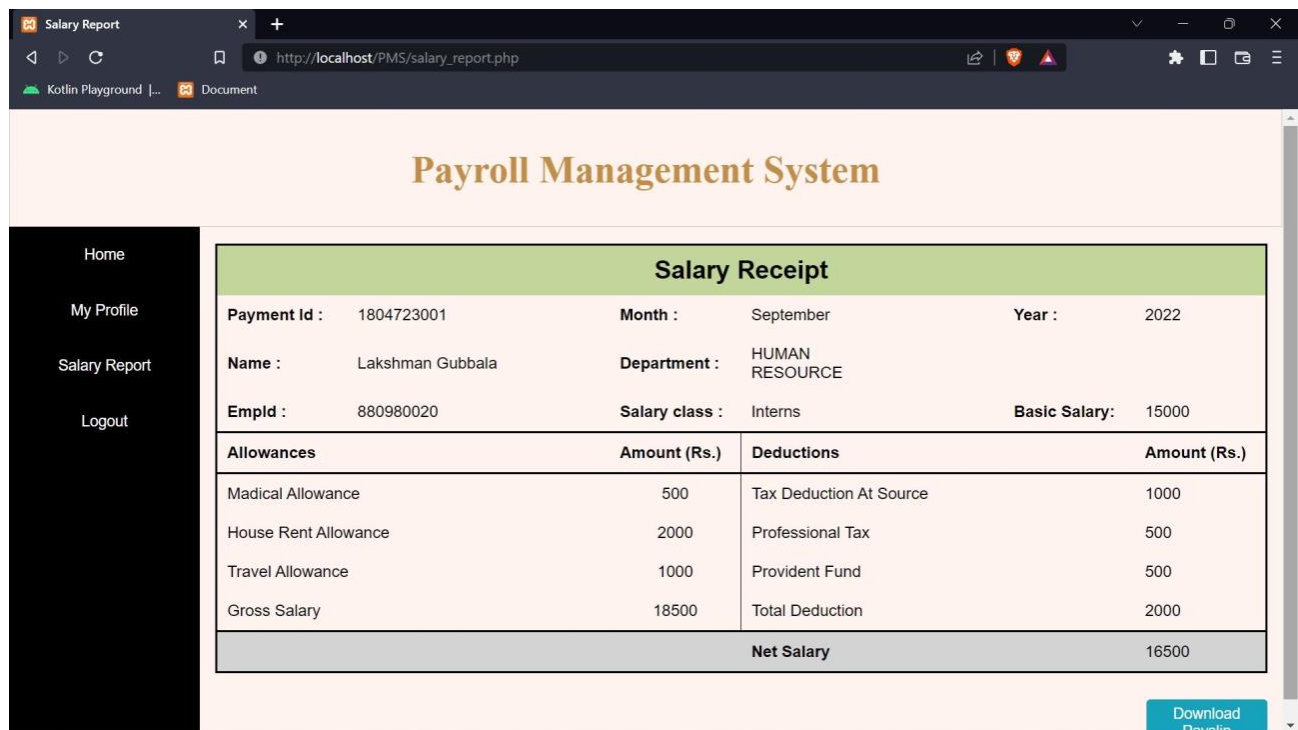 Salary Report
http://localhost/PMS/salary_report.php
Kotlin Playground |... Document
Payroll Management System
Home
My Profile
Salary Report
Logout
Salary Receipt
Payment Id : 1804723001 Month : September Year : 2022
Name : Lakshman Gubbala Department : HUMAN
RESOURCE
EmpId : 880980020 Salary class : Interns Basic Salary: 15000
Allowances Amount (Rs.) Deductions Amount (Rs.)
Madical Allowance 500 Tax Deduction At Source 1000
House Rent Allowance 2000 Professional Tax 500
Travel Allowance 1000 Provident Fund 500
Gross Salary 18500 Total Deduction 2000
Net Salary 16500
Download
Payslip